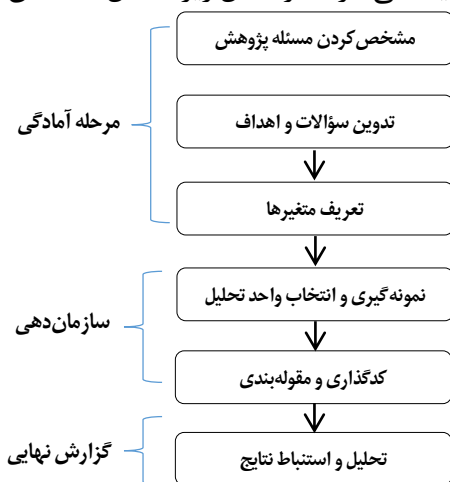 مشخص‌کردن مسئله پژوهش
تدوین سؤالات و اهداف
مرحله آمادگی
تعریف متغیرها
نمونه‌گیری و انتخاب واحد تحلیل
سازمان‌دهی
کدگذاری و مقوله‌بندی
تحلیل و استنباط نتایج
گزارش نهایی